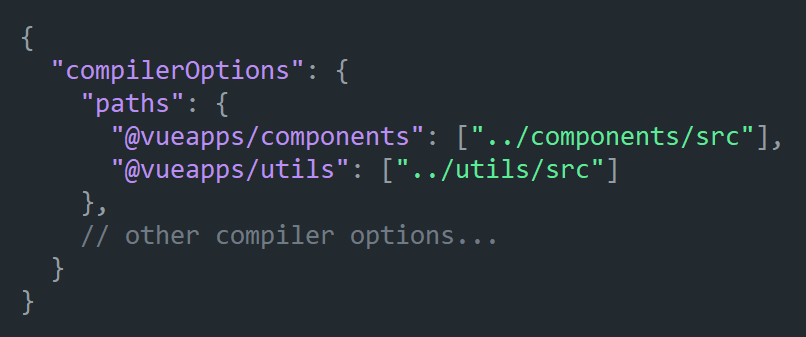 {
  "compilerOptions": {
    "paths": {
      "@vueapps/components": ["../components/src"],
      "@vueapps/utils": ["../utils/src"]
    },
    // other compiler options...
  }
}